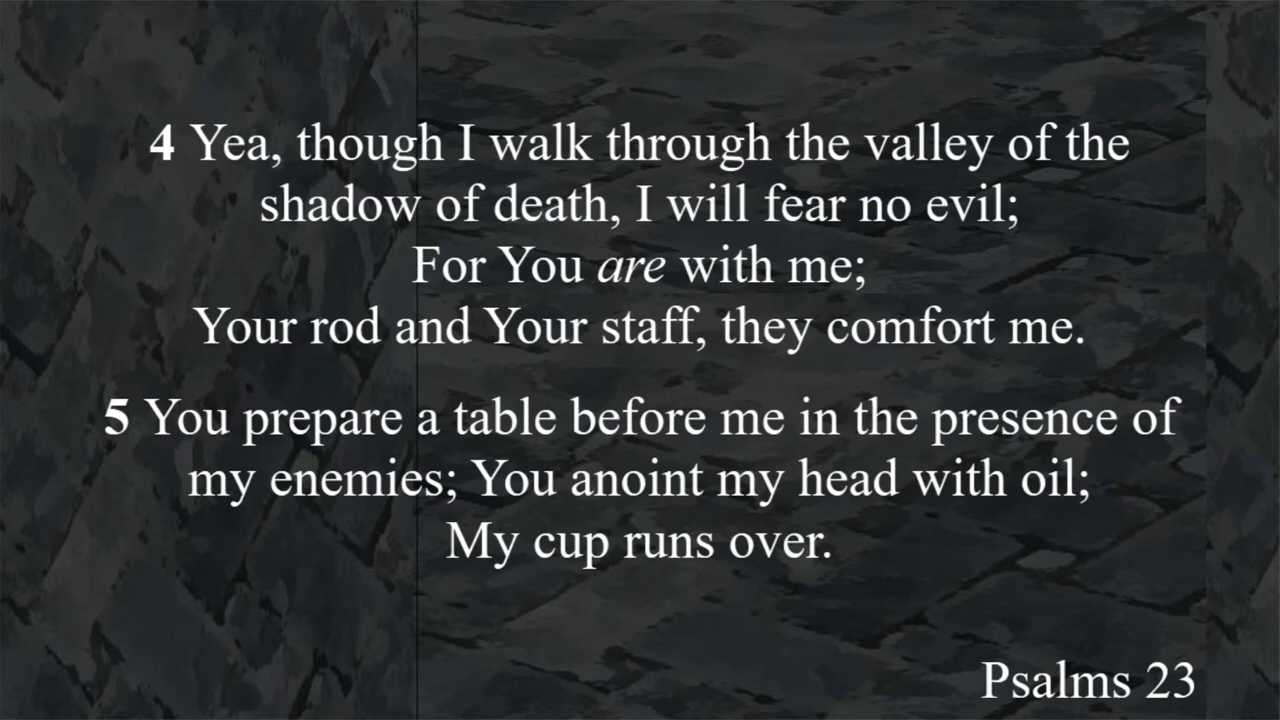 4 Yea, though I walk through the valley of the
shadow of death, I will fear no evil;
For You are with me;
Your rod and Your staff, they comfort me.
5 You prepare a table before me in the presence of
my enemies; You anoint my head with oil;
My cup runs over.
Psalms 23